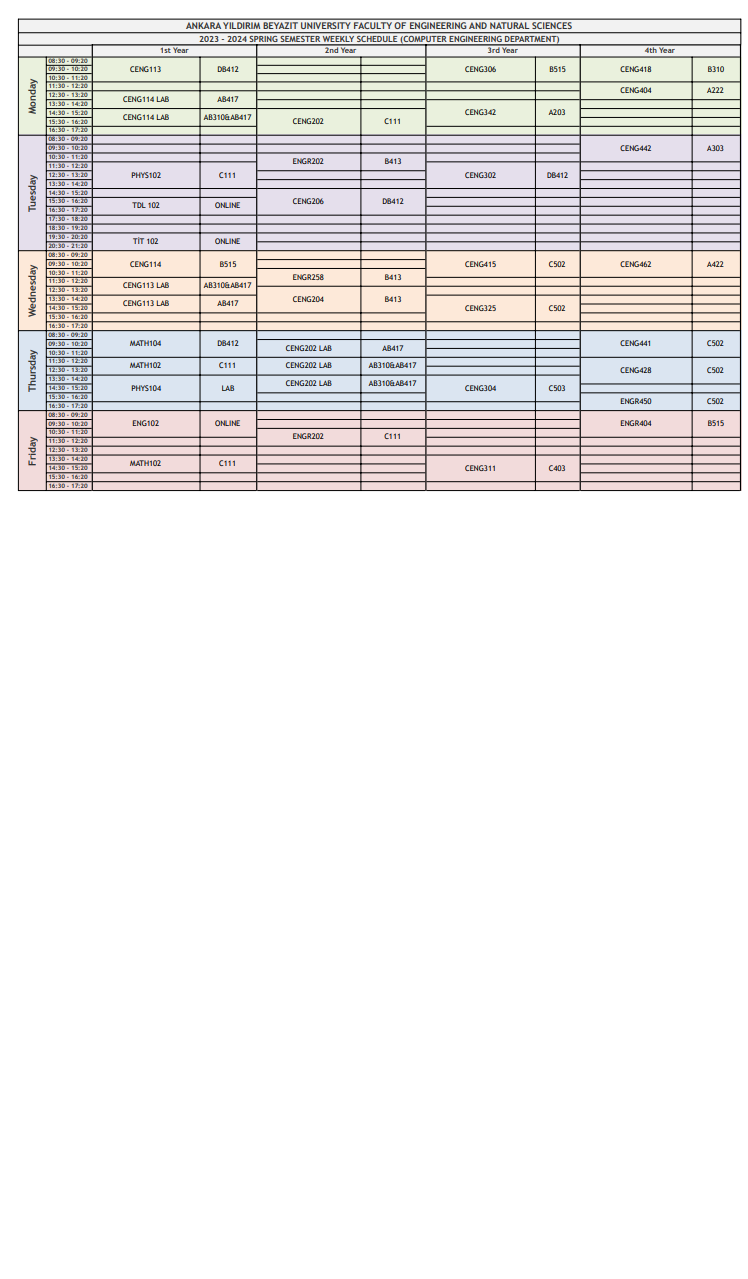 ANKARA YILDIRIM BEYAZIT UNIVERSITY FACULTY OF ENGINEERING AND NATURAL SCIENCES
2023 - 2024 SPRING SEMESTER WEEKLY SCHEDULE (COMPUTER ENGINEERING DEPARTMENT)
1st Year 2nd Year 3rd Year 4th Year
Monday
08:30 - 09:20
09:30 - 10:20 CENG113 DB412 CENG306 B515 CENG418 B310
10:30 - 11:20
11:30 - 12:20
12:30 - 13:20 CENG404 A222
13:30 - 14:20 CENG114 LAB AB417
14:30 - 15:20 CENG114 LAB AB310&AB417 CENG342 A203
15:30 - 16:20 CENG202 C111
16:30 - 17:20
Tuesday
08:30 - 09:20
09:30 - 10:20 CENG442 A303
10:30 - 11:20 ENGR202 B413
11:30 - 12:20
12:30 - 13:20 PHYS102 C111 CENG302 DB412
13:30 - 14:20
14:30 - 15:20
15:30 - 16:20 TDL 102 ONLINE CENG206 DB412
16:30 - 17:20
17:30 - 18:20
18:30 - 19:20
19:30 - 20:20 TİT 102 ONLINE
20:30 - 21:20
Wednesday
08:30 - 09:20
09:30 - 10:20 CENG114 B515 CENG415 C502 CENG462 A422
10:30 - 11:20 ENGR258 B413
11:30 - 12:20 CENG113 LAB AB310&AB417
12:30 - 13:20
13:30 - 14:20 CENG113 LAB AB417 CENG204 B413
14:30 - 15:20 CENG325 C502
15:30 - 16:20
16:30 - 17:20
Thursday
08:30 - 09:20
09:30 - 10:20 MATH104 DB412 CENG441 C502
10:30 - 11:20 CENG202 LAB AB417
11:30 - 12:20 MATH102 C111 CENG202 LAB AB310&AB417
12:30 - 13:20 CENG428 C502
13:30 - 14:20 CENG202 LAB AB310&AB417
14:30 - 15:20 PHYS104 LAB CENG304 C503
15:30 - 16:20
16:30 - 17:20 ENGR450 C502
Friday
08:30 - 09:20
09:30 - 10:20 ENG102 ONLINE ENGR404 B515
10:30 - 11:20 ENGR202 C111
11:30 - 12:20
12:30 - 13:20
13:30 - 14:20 MATH102 C111
14:30 - 15:20 CENG311 C403
15:30 - 16:20
16:30 - 17:20